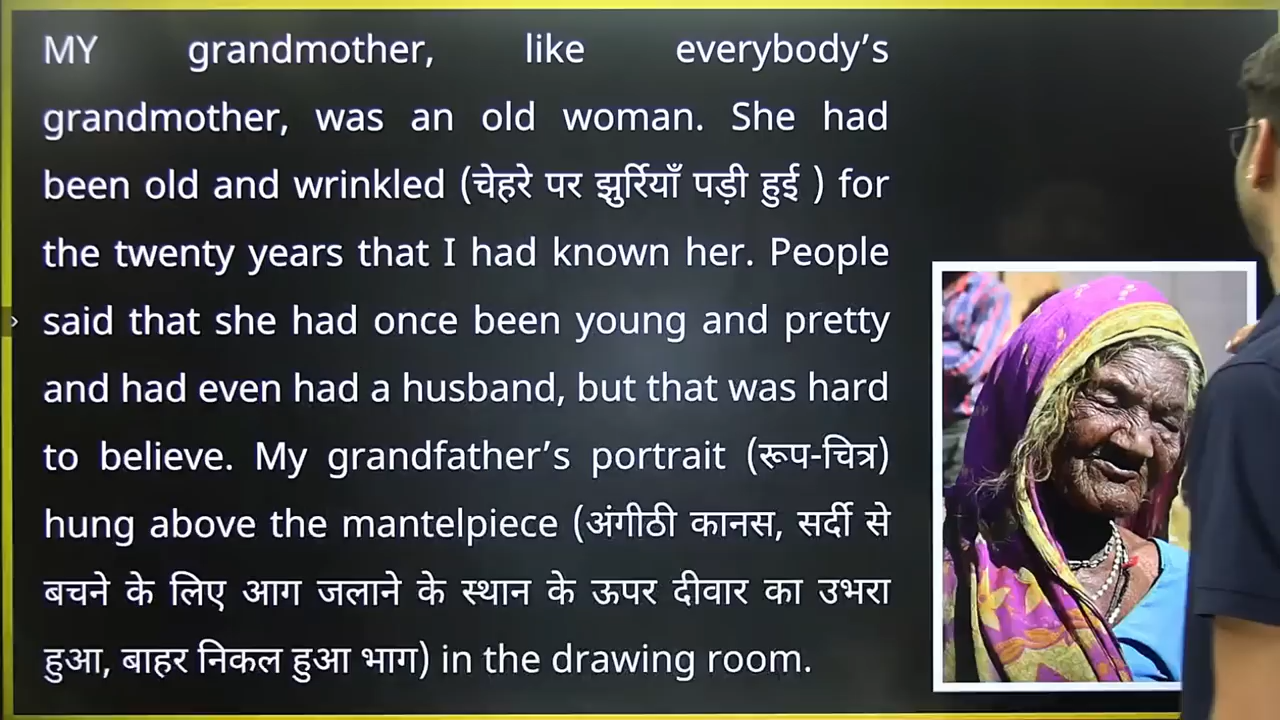 MY grandmother, like everybody’s
grandmother, was an old woman. She had
been old and wrinkled (चेहरे पर झुर्रियाँ पड़ी हुई ) for
the twenty years that I had known her. People
said that she had once been young and pretty
and had even had a husband, but that was hard
to believe. My grandfather’s portrait (रूप-चित्र)
hung above the mantelpiece (अंगीठी कानस, सर्दी से
बचने के लिए आग जलाने के स्थान के ऊपर दीवार का उभरा
हुआ, बाहर निकल हुआ भाग) in the drawing room.